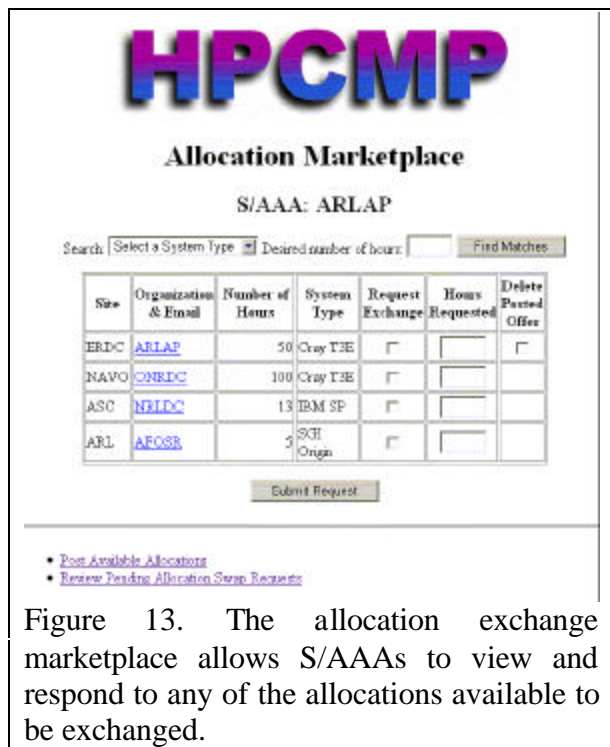 HPCMP
Allocation Marketplace
S/AAA: ARLAP
Search: Select a System Type Desired number of hours: Find Matches
Site Organization & Email Number of Hours System Type Request Exchange Hours Requested Delete Posted Offer
ERDC ARLAP 50 Cray T3E
NAVO ONRDC 100 Cray T3E
ASC NRLDC 13 IBM SP
ARL AFOSR 5 SGI Origin
Submit Request
• Post Available Allocations
• Review Pending Allocation Swap Requests
Figure 13. The allocation exchange
marketplace allows S/AAAs to view and
respond to any of the allocations available to
be exchanged.